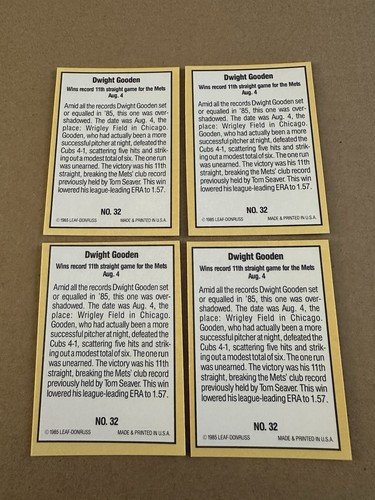 Dwight Gooden
Wins record 11th straight game for the Mets
Aug. 4
Amid all the records Dwight Gooden set
or equalled in '85, this one was over-
shadowed. The date was Aug. 4, the
place: Wrigley Field in Chicago.
Gooden, who had actually been a more
successful pitcher at night, defeated the
Cubs 4-1, scattering five hits and strik-
ing out a modest total of six. The one run
was unearned. The victory was his 11th
straight, breaking the Mets' club record
previously held by Tom Seaver. This win
lowered his league-leading ERA to 1.57.
NO. 32
© 1985 LEAF-DONRUSS MADE & PRINTED IN U.S.A.
Dwight Gooden
Wins record 11th straight game for the Mets
Aug. 4
Amid all the records Dwight Gooden set
or equalled in '85, this one was over-
shadowed. The date was Aug. 4, the
place: Wrigley Field in Chicago.
Gooden, who had actually been a more
successful pitcher at night, defeated the
Cubs 4-1, scattering five hits and strik-
ing out a modest total of six. The one run
was unearned. The victory was his 11th
straight, breaking the Mets' club record
previously held by Tom Seaver. This win
lowered his league-leading ERA to 1.57.
NO. 32
© 1985 LEAF-DONRUSS MADE & PRINTED IN U.S.A.
Dwight Gooden
Wins record 11th straight game for the Mets
Aug. 4
Amid all the records Dwight Gooden set
or equalled in '85, this one was over-
shadowed. The date was Aug. 4, the
place: Wrigley Field in Chicago.
Gooden, who had actually been a more
successful pitcher at night, defeated the
Cubs 4-1, scattering five hits and strik-
ing out a modest total of six. The one run
was unearned. The victory was his 11th
straight, breaking the Mets' club record
previously held by Tom Seaver. This win
lowered his league-leading ERA to 1.57.
NO. 32
© 1985 LEAF-DONRUSS MADE & PRINTED IN U.S.A.
Dwight Gooden
Wins record 11th straight game for the Mets
Aug. 4
Amid all the records Dwight Gooden set
or equalled in '85, this one was over-
shadowed. The date was Aug. 4, the
place: Wrigley Field in Chicago.
Gooden, who had actually been a more
successful pitcher at night, defeated the
Cubs 4-1, scattering five hits and strik-
ing out a modest total of six. The one run
was unearned. The victory was his 11th
straight, breaking the Mets' club record
previously held by Tom Seaver. This win
lowered his league-leading ERA to 1.57.
NO. 32
© 1985 LEAF-DONRUSS MADE & PRINTED IN U.S.A.